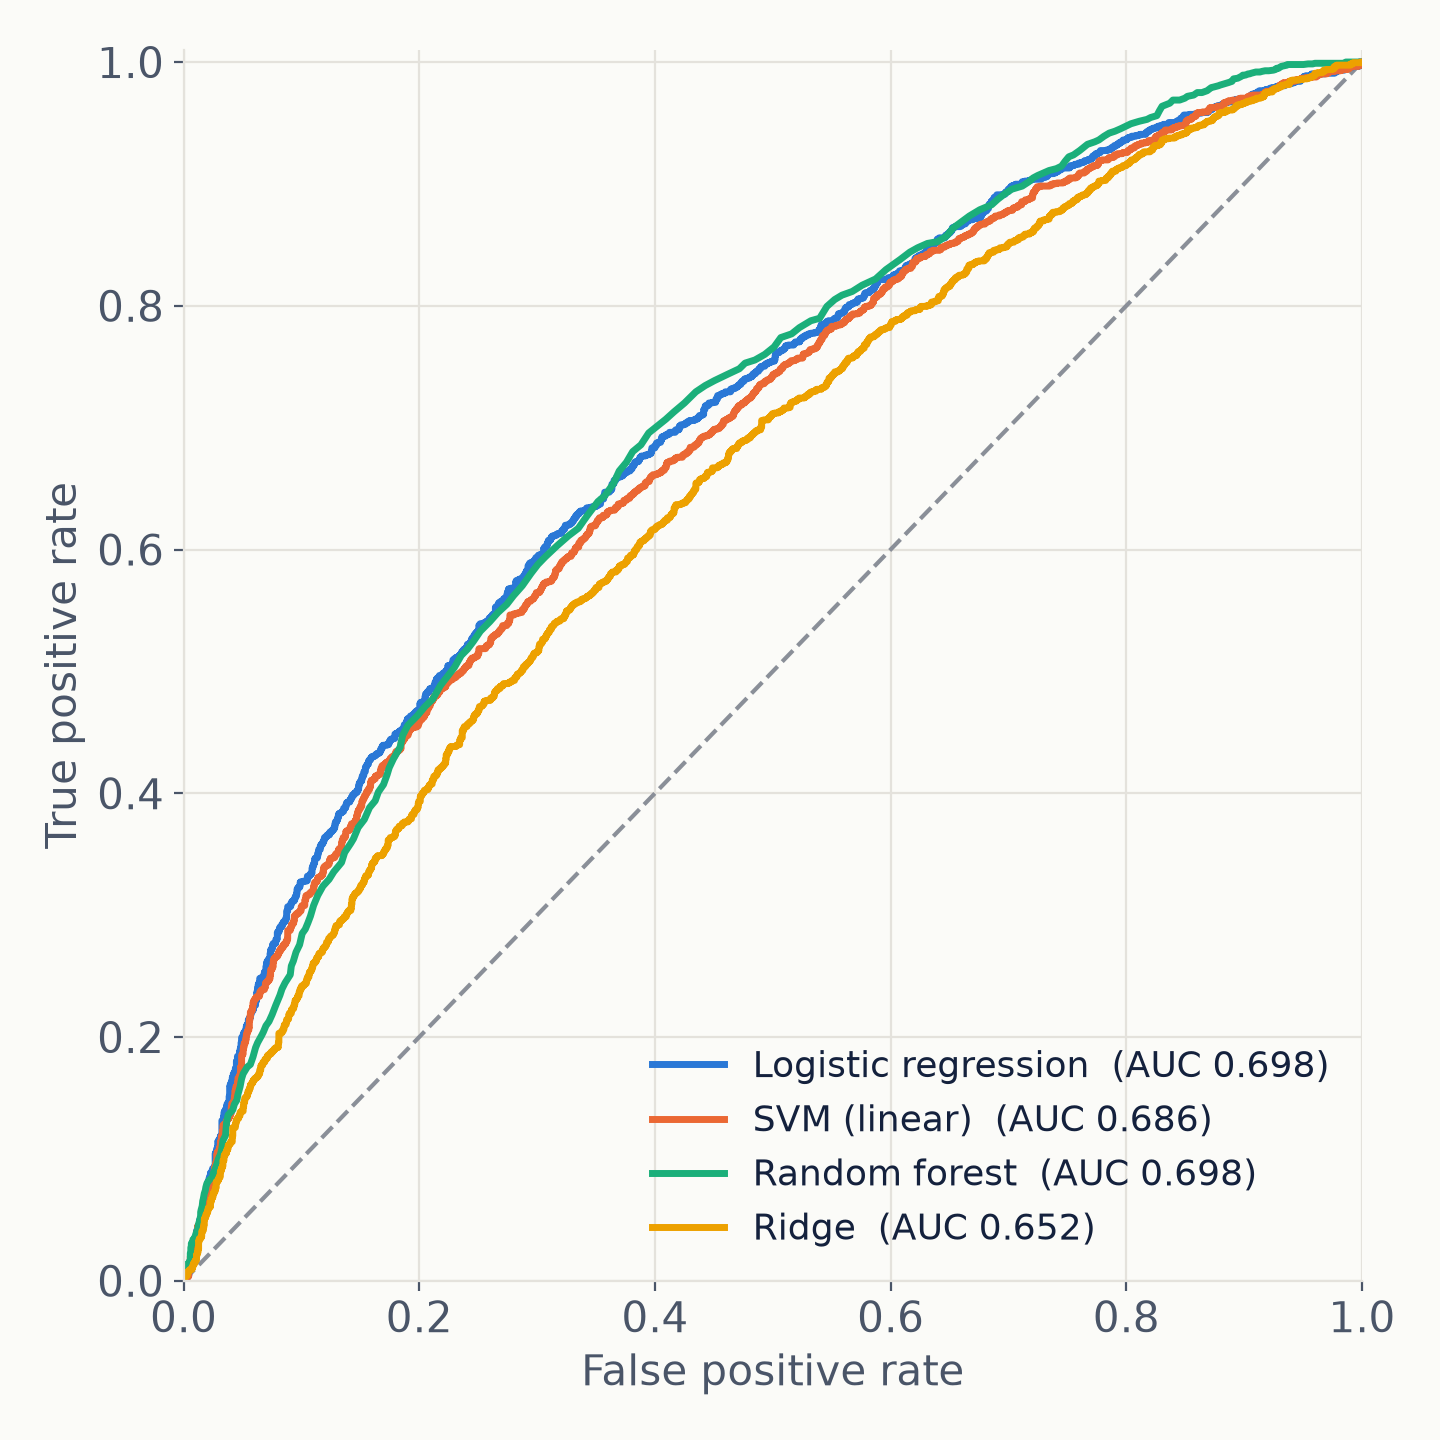 1.0
0.8
0.6
0.4
0.2
0.0
True positive rate
Logistic regression (AUC 0.698)
SVM (linear) (AUC 0.686)
Random forest (AUC 0.698)
Ridge (AUC 0.652)
0.0 0.2 0.4 0.6 0.8 1.0
False positive rate